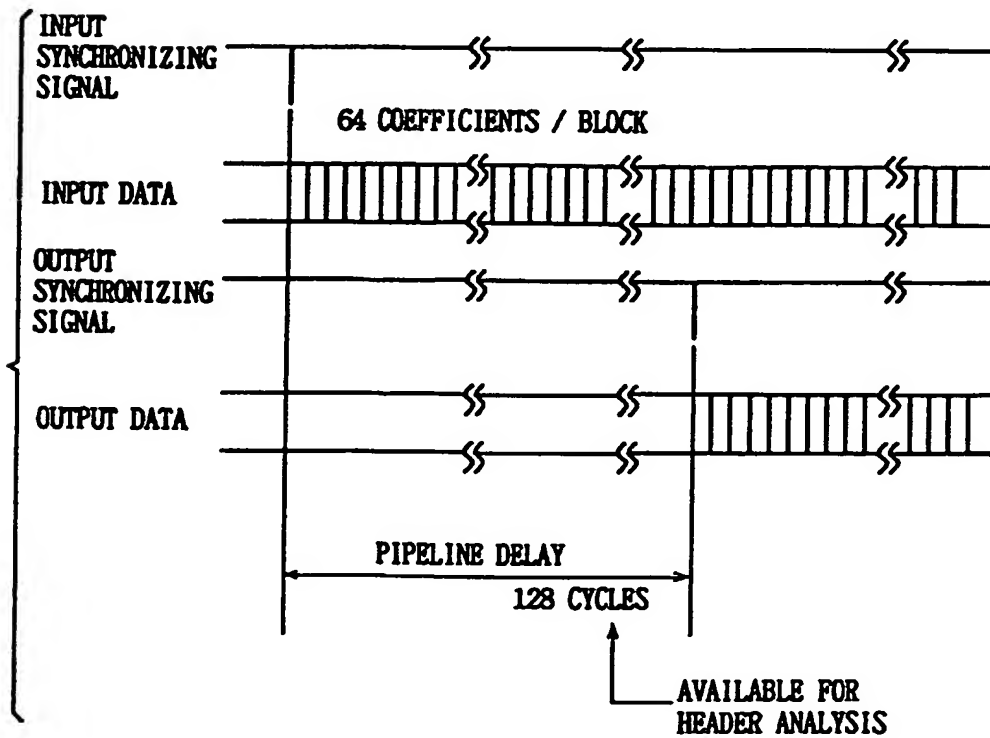 INPUT
SYNCHRONIZING
SIGNAL
64 COEFFICIENTS / BLOCK
INPUT DATA
OUTPUT
SYNCHRONIZING
SIGNAL
OUTPUT DATA
PIPELINE DELAY
128 CYCLES
AVAILABLE FOR
HEADER ANALYSIS